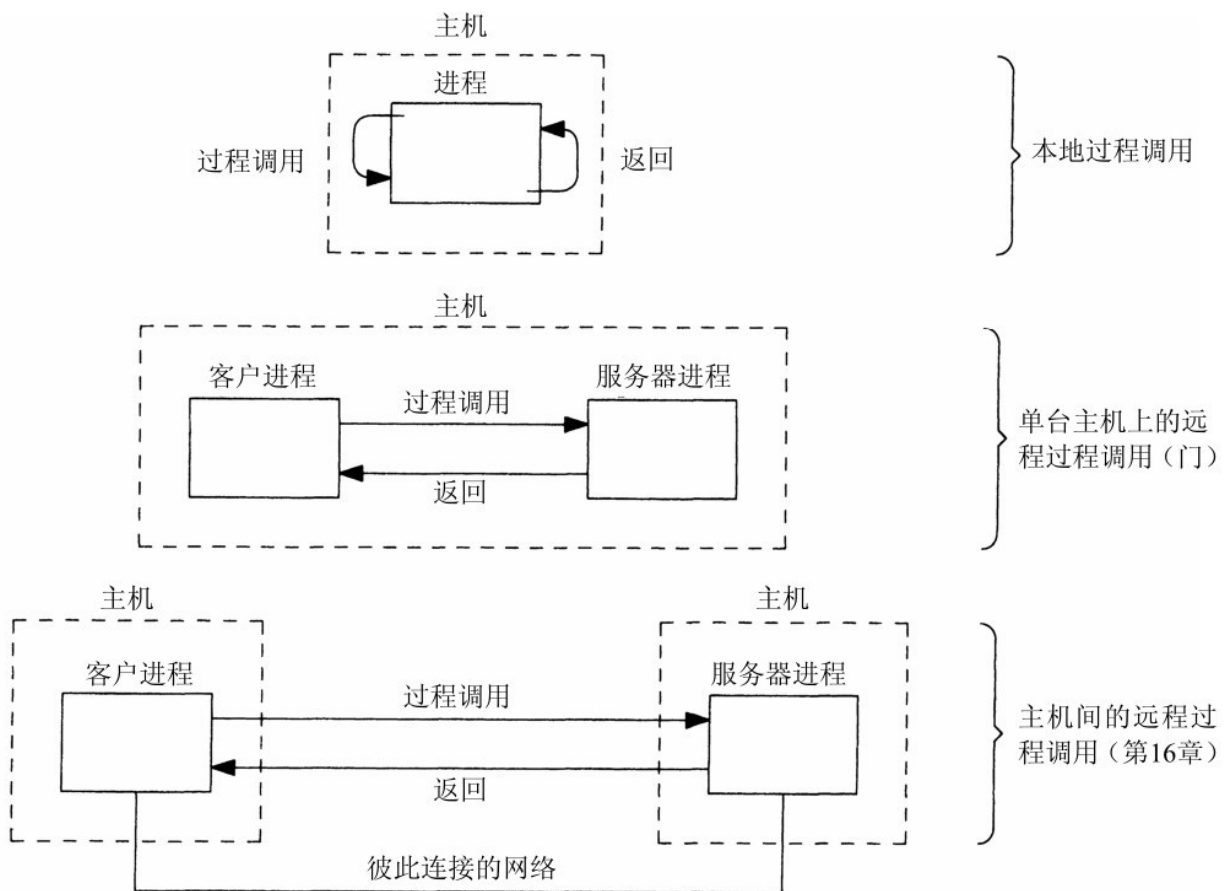 主机
进程
过程调用
返回
本地过程调用
主机
客户进程
服务器进程
过程调用
返回
单台主机上的远
程过程调用（门）
主机
主机
客户进程
服务器进程
过程调用
返回
主机间的远程过
程调用（第16章）
彼此连接的网络